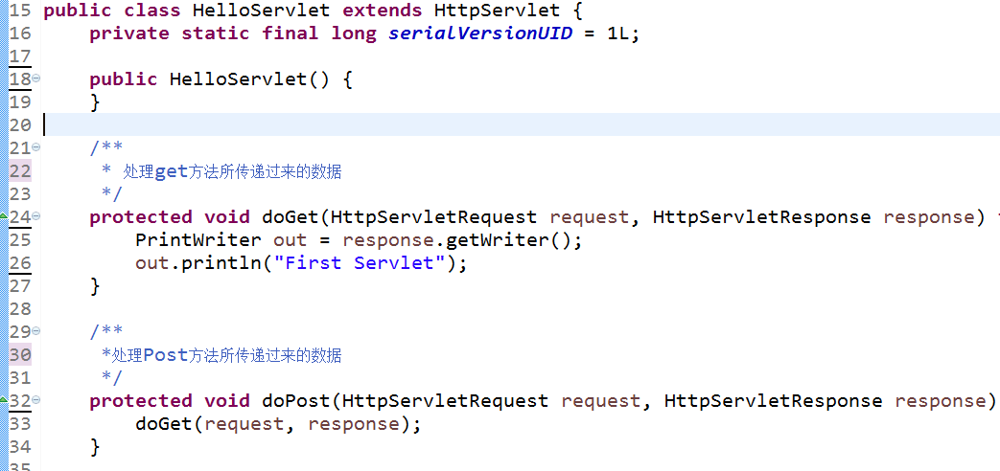 15 public class HelloServlet extends HttpServlet {
16     private static final long serialVersionUID = 1L;
17
18     public HelloServlet() {
19     }
20
21     /**
22      * 处理get方法所传递过来的数据
23      */
24     protected void doGet(HttpServletRequest request, HttpServletResponse response)
25         PrintWriter out = response.getWriter();
26         out.println("First Servlet");
27     }
28
29     /**
30      *处理Post方法所传递过来的数据
31      */
32     protected void doPost(HttpServletRequest request, HttpServletResponse response)
33         doGet(request, response);
34     }
35